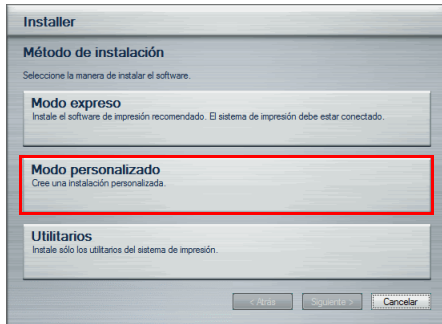 Installer
Método de instalación
Seleccione la manera de instalar el software.
Modo expreso
Instale el software de impresión recomendado. El sistema de impresión debe estar conectado.
Modo personalizado
Cree una instalación personalizada.
Utilitarios
Instale sólo los utilitarios del sistema de impresión.
< Atrás Siguiente > Cancelar